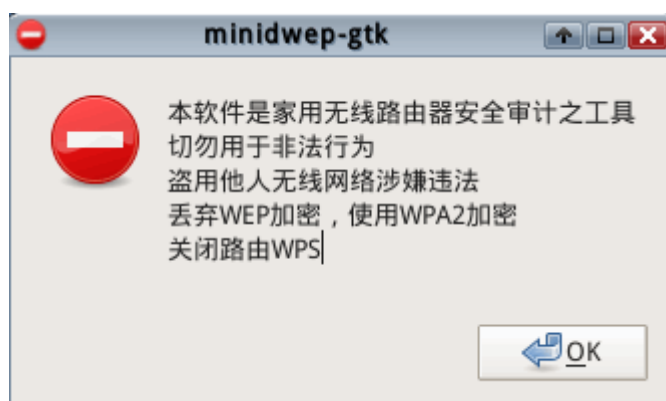 minidwep-gtk
本软件是家用无线路由器安全审计之工具
切勿用于非法行为
盗用他人无线网络涉嫌违法
丢弃WEP加密，使用WPA2加密
关闭路由WPS
OK